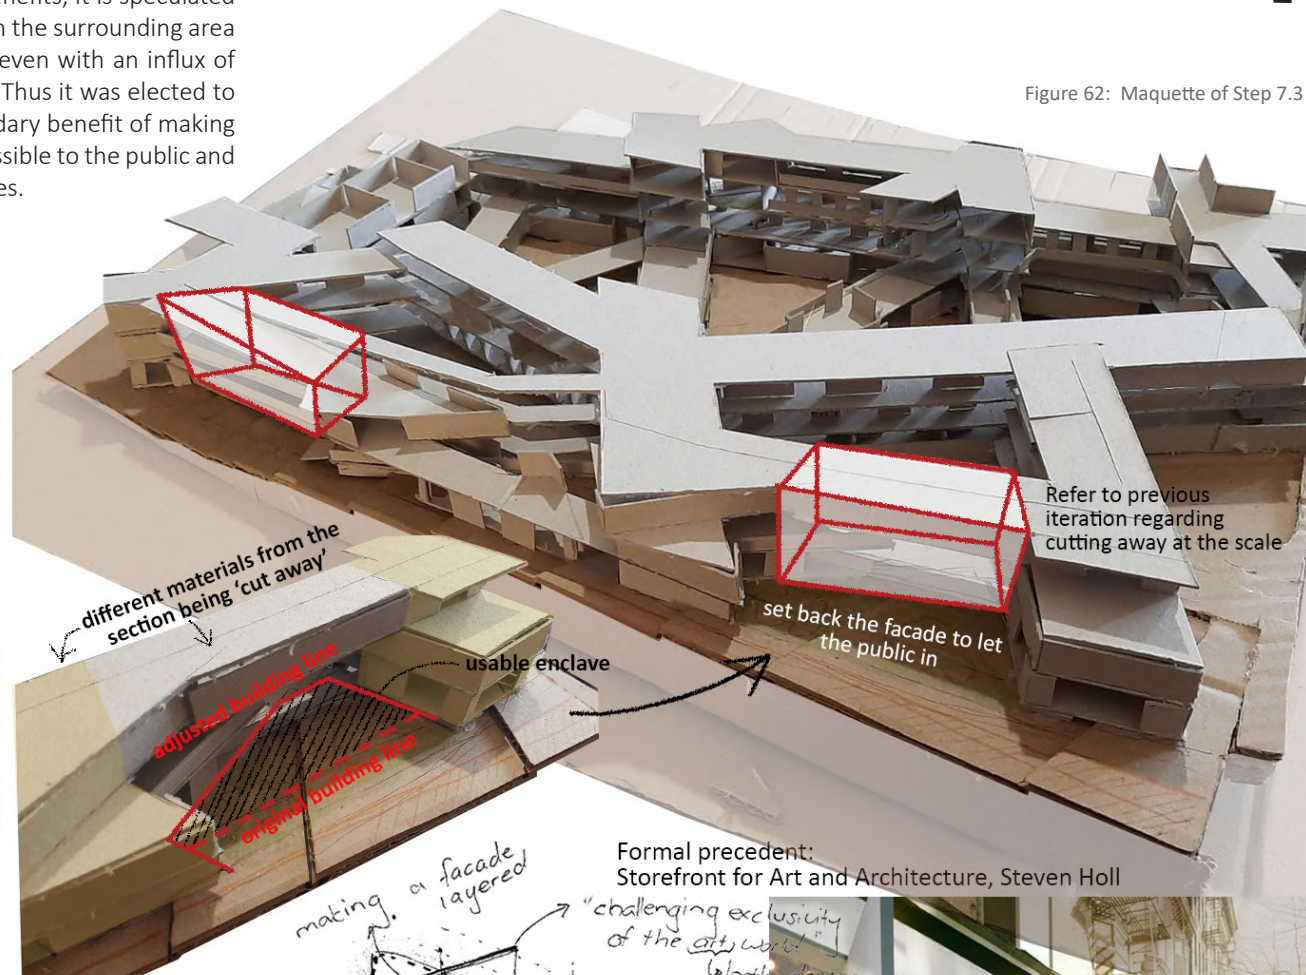 it is speculated
the surrounding area
even with an influx of
Thus it was elected to
benefit of making
to the public and
Figure 62: Maquette of Step 7.3
Refer to previous
iteration regarding
cutting away at the scale
different materials from the
section being ‘cut away’
set back the facade to let
the public in
usable enclave
adjusted building line
original building line
Formal precedent:
Storefront for Art and Architecture, Steven Holl
making a facade
layered
"challenging exclusivity
of the art world"